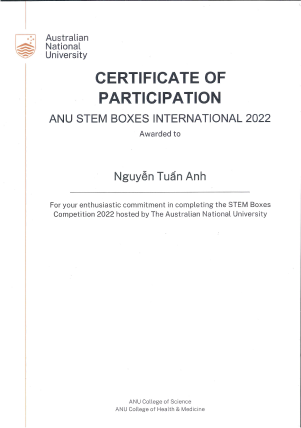 Australian
National
University
CERTIFICATE OF
PARTICIPATION
ANU STEM BOXES INTERNATIONAL 2022
Awarded to
Nguyễn Tuấn Anh
For your enthusiastic commitment in completing the STEM Boxes
Competition 2022 hosted by The Australian National University
ANU College of Science
ANU College of Health & Medicine